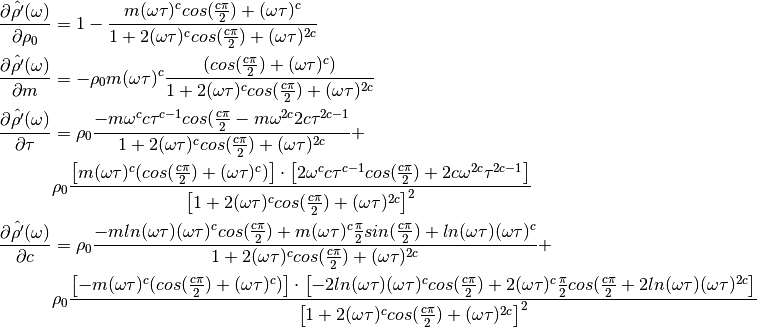 \frac{\partial \hat{\rho'}(\omega)}{\partial \rho_0} = 1 - \frac{m(\omega\tau)^c cos(\frac{c\pi}{2}) + (\omega\tau)^c}{1 + 2(\omega\tau)^c cos(\frac{c\pi}{2}) + (\omega\tau)^{2c}}
\frac{\partial \hat{\rho'}(\omega)}{\partial m} = -\rho_0 m(\omega\tau)^c \frac{(cos(\frac{c\pi}{2}) + (\omega\tau)^c)}{1 + 2(\omega\tau)^c cos(\frac{c\pi}{2}) + (\omega\tau)^{2c}}
\frac{\partial \hat{\rho'}(\omega)}{\partial \tau} = \rho_0 \frac{-m\omega^c c\tau^{c-1} cos(\frac{c\pi}{2} - m\omega^{2c} 2c\tau^{2c-1}}{1 + 2(\omega\tau)^c cos(\frac{c\pi}{2}) + (\omega\tau)^{2c}} +
\rho_0 \frac{\left[m(\omega\tau)^c (cos(\frac{c\pi}{2}) + (\omega\tau)^c)\right] \cdot \left[2\omega^c c\tau^{c-1} cos(\frac{c\pi}{2}) + 2c\omega^{2c}\tau^{2c-1}\right]}{\left[1 + 2(\omega\tau)^c cos(\frac{c\pi}{2}) + (\omega\tau)^{2c}\right]^2}
\frac{\partial \hat{\rho'}(\omega)}{\partial c} = \rho_0 \frac{-mln(\omega\tau)(\omega\tau)^c cos(\frac{c\pi}{2}) + m(\omega\tau)^c \frac{\pi}{2} sin(\frac{c\pi}{2}) + ln(\omega\tau)(\omega\tau)^c}{1 + 2(\omega\tau)^c cos(\frac{c\pi}{2}) + (\omega\tau)^{2c}} +
\rho_0 \frac{\left[-m(\omega\tau)^c (cos(\frac{c\pi}{2}) + (\omega\tau)^c)\right] \cdot \left[-2ln(\omega\tau)(\omega\tau)^c cos(\frac{c\pi}{2}) + 2(\omega\tau)^c \frac{\pi}{2} cos(\frac{c\pi}{2} + 2ln(\omega\tau)(\omega\tau)^{2c}\right]}{\left[1 + 2(\omega\tau)^c cos(\frac{c\pi}{2}) + (\omega\tau)^{2c}\right]^2}